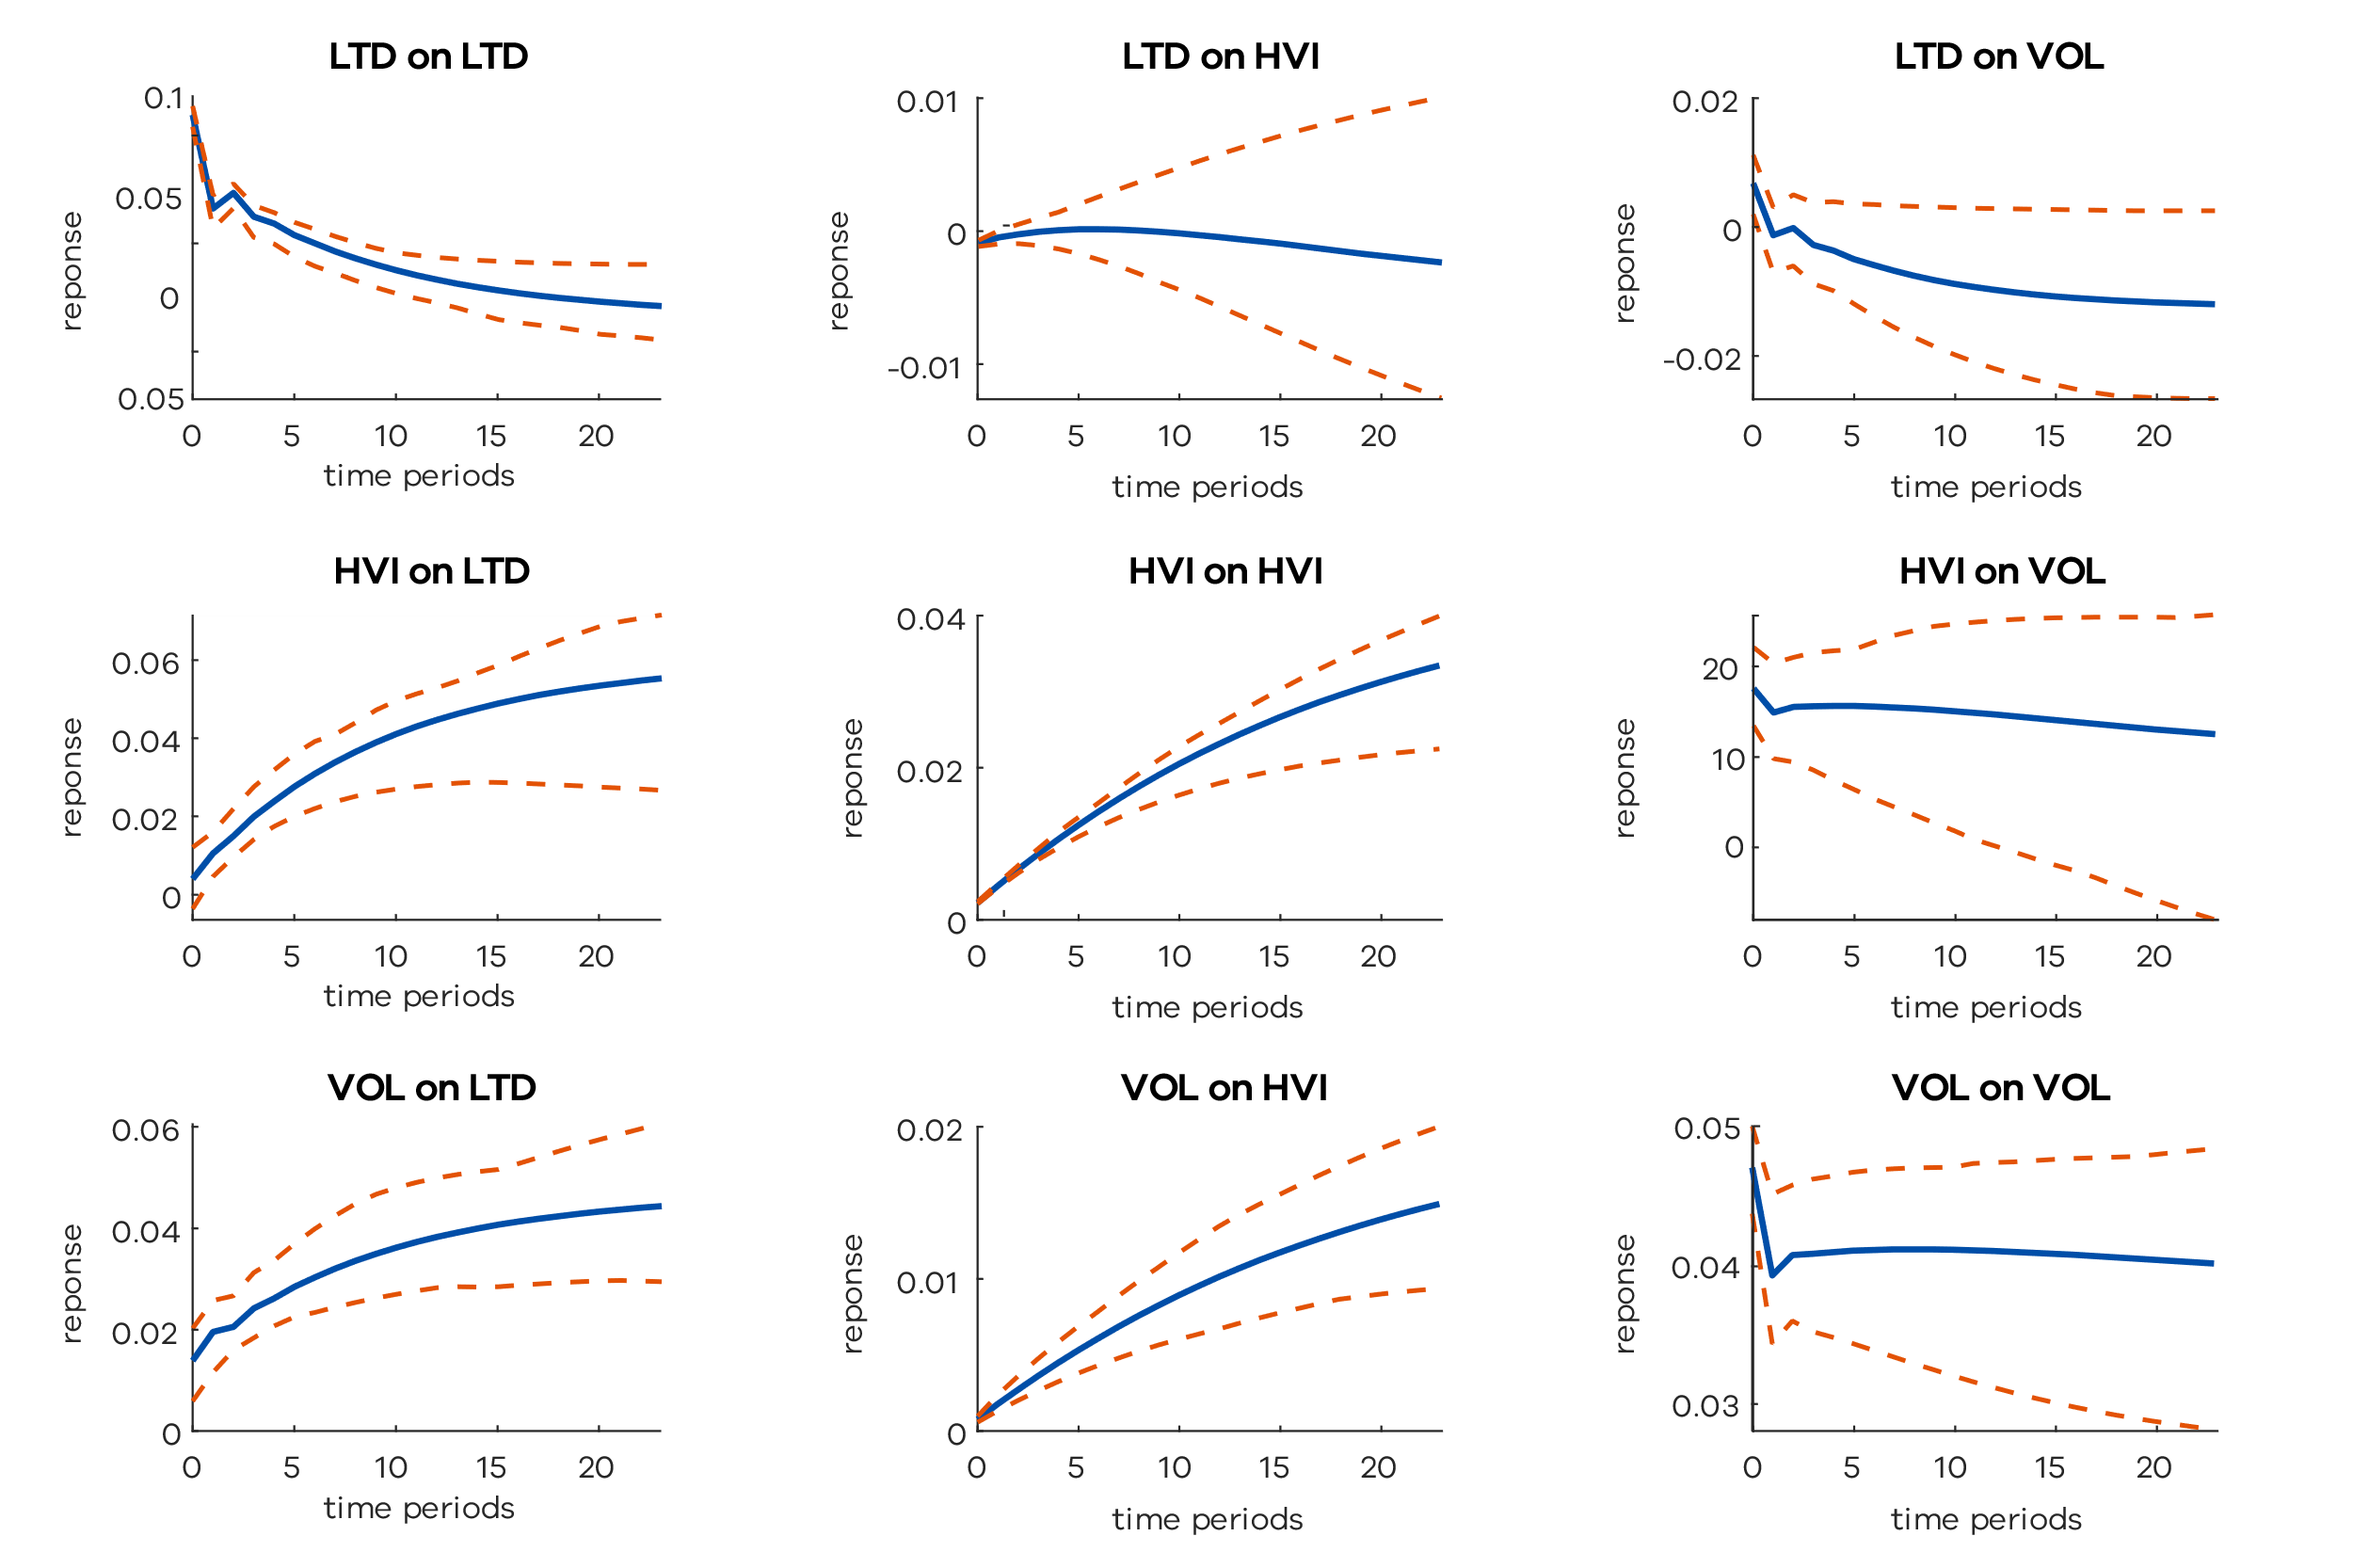 LTD on LTD
0.1
0.05
0
0.05
reponse
0 5 10 15 20
time periods
LTD on HVI
0.01
0
-0.01
reponse
0 5 10 15 20
time periods
LTD on VOL
0.02
0
-0.02
reponse
0 5 10 15 20
time periods
HVI on LTD
0.06
0.04
0.02
0
reponse
0 5 10 15 20
time periods
HVI on HVI
0.04
0.02
0
reponse
0 5 10 15 20
time periods
HVI on VOL
20
10
0
reponse
0 5 10 15 20
time periods
VOL on LTD
0.06
0.04
0.02
0
reponse
0 5 10 15 20
time periods
VOL on HVI
0.02
0.01
0
reponse
0 5 10 15 20
time periods
VOL on VOL
0.05
0.04
0.03
reponse
0 5 10 15 20
time periods